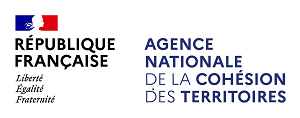 RÉPUBLIQUE
FRANÇAISE
Liberté
Égalité
Fraternité
AGENCE
NATIONALE
DE LA COHÉSION
DES TERRITOIRES